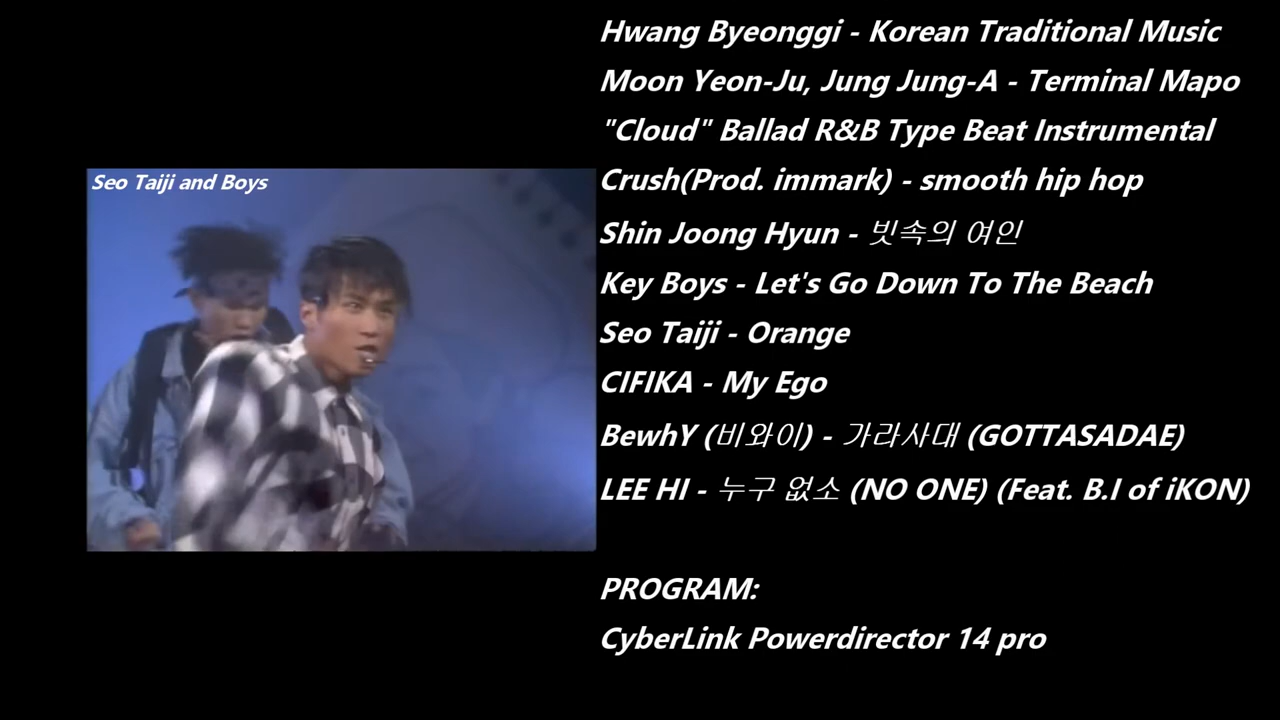 Seo Taiji and Boys
Hwang Byeonggi - Korean Traditional Music
Moon Yeon-Ju, Jung Jung-A - Terminal Mapo
"Cloud" Ballad R&B Type Beat Instrumental
Crush(Prod. immark) - smooth hip hop
Shin Joong Hyun - 빗속의 여인
Key Boys - Let's Go Down To The Beach
Seo Taiji - Orange
CIFIKA - My Ego
BewhY (비와이) - 가라사대 (GOTTASADAE)
LEE HI - 누구 없소 (NO ONE) (Feat. B.I of iKON)
PROGRAM:
CyberLink Powerdirector 14 pro